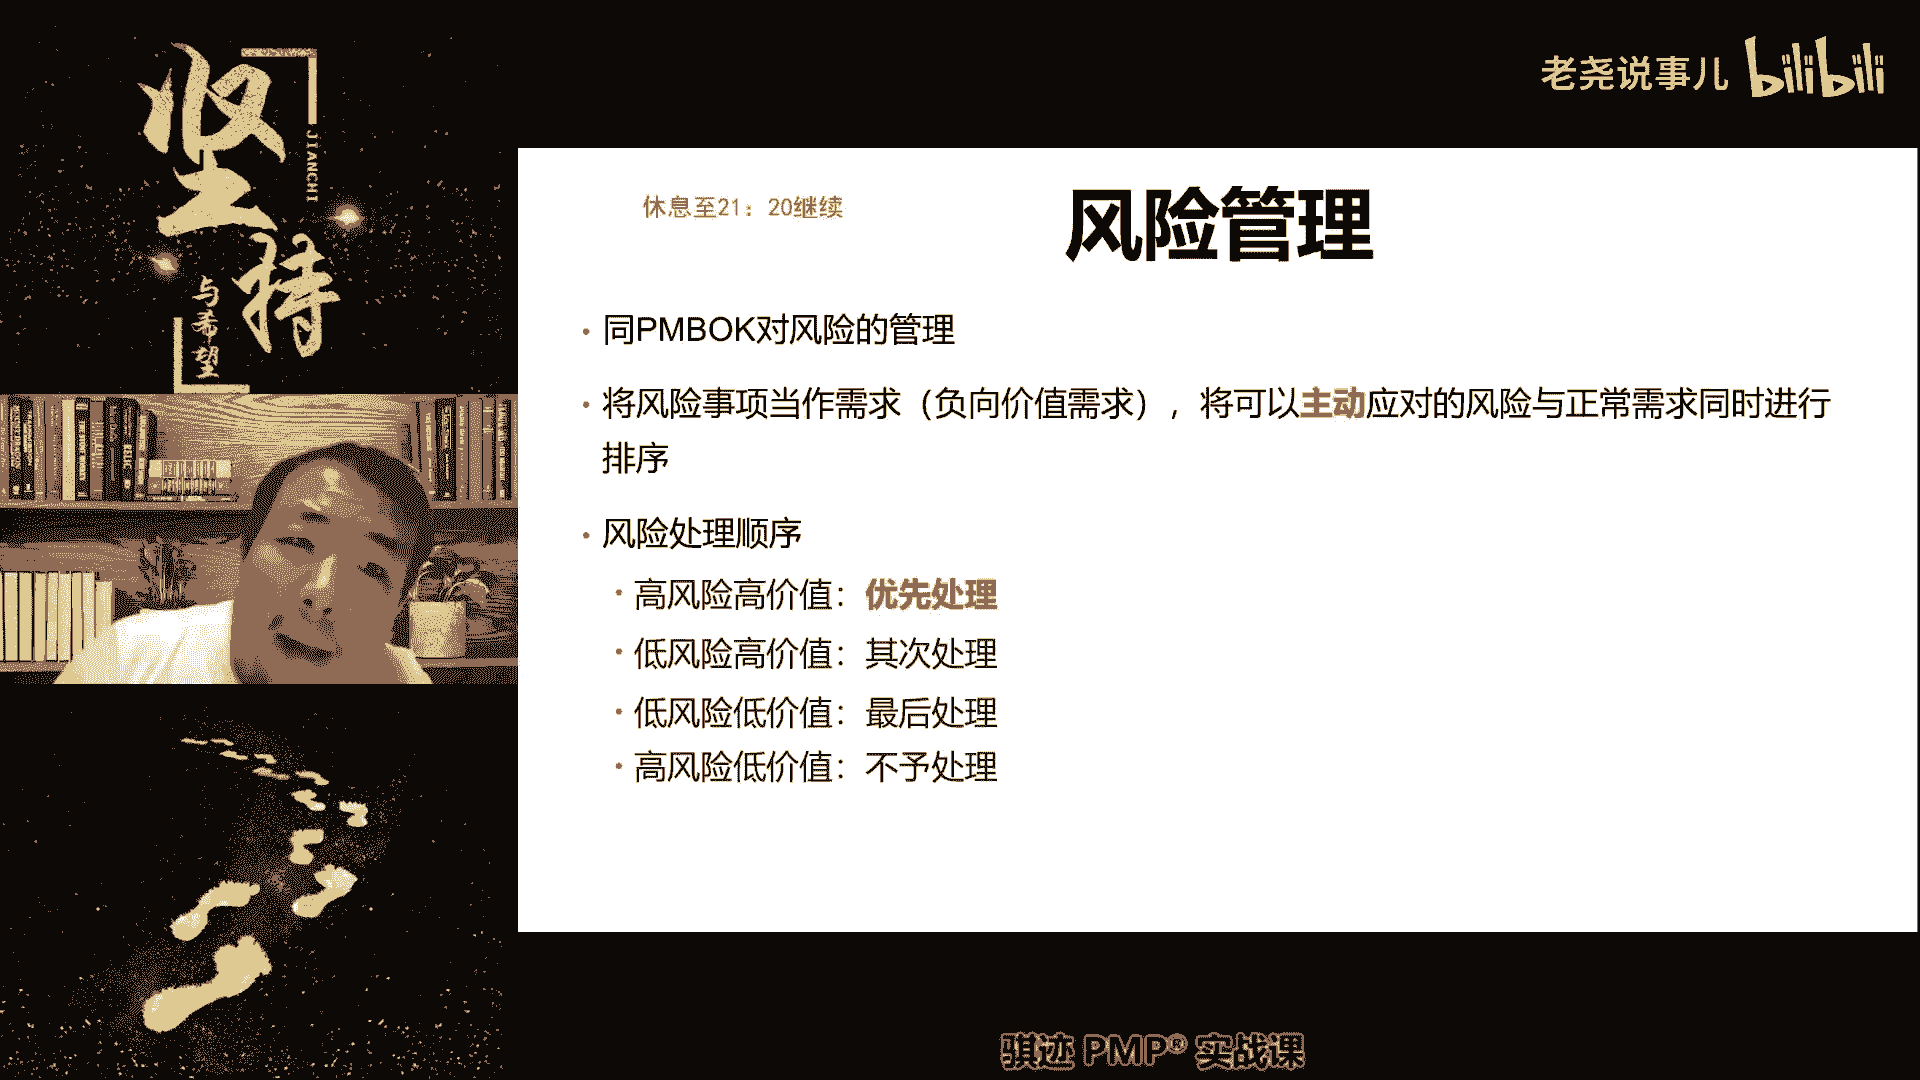 坚持
JIANCHI
与希望
老尧说事儿 bilibili
休息至21：20继续
风险管理
同PMBOK对风险的管理
将风险事项当作需求（负向价值需求），将可以主动应对的风险与正常需求同时进行
排序
风险处理顺序
高风险高价值：优先处理
低风险高价值：其次处理
低风险低价值：最后处理
高风险低价值：不予处理
骐迹 PMP® 实战课